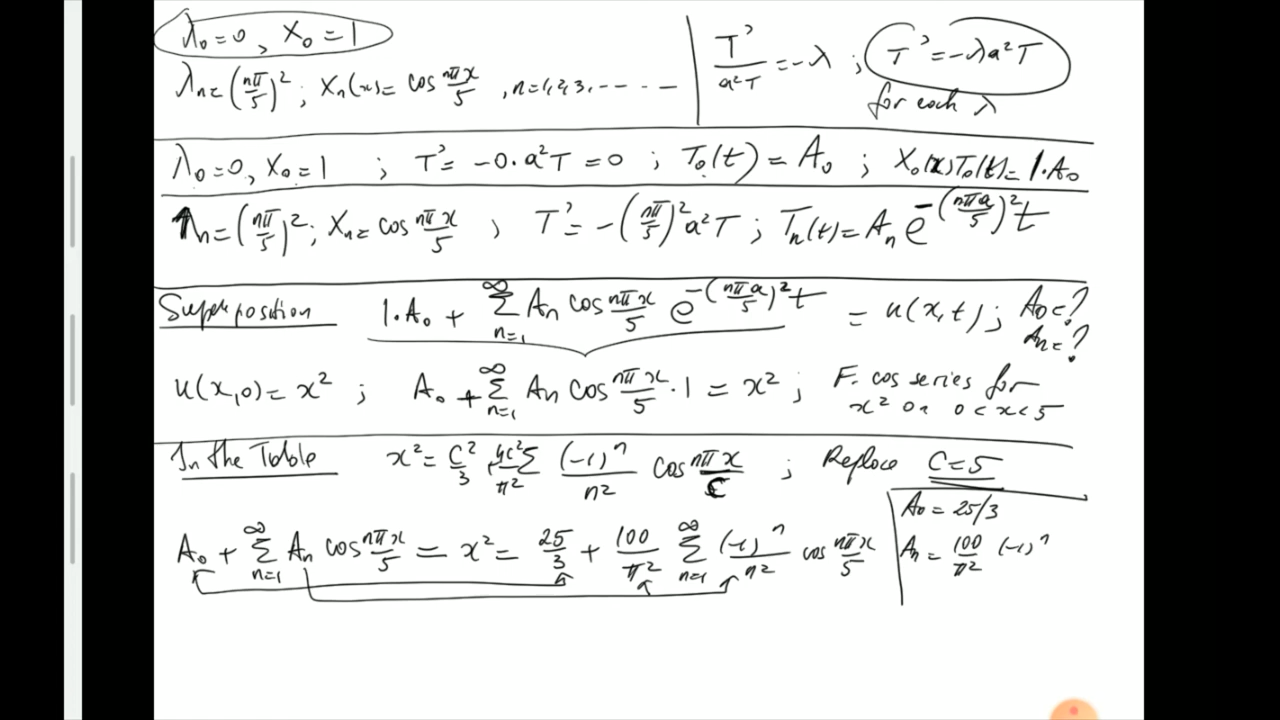 λ₀=0, X₀=1
λₙ=(nπ/5)²; Xₙ(x)= cos nπx/5, n=1,2,3,------
T'/a²T = -λ ; T'=-λa²T
for each λ
λ₀=0, X₀=1 ; T'= -0·a²T=0 ; T₀(t)=A₀ ; X₀(x)T₀(t)=1·A₀
λₙ=(nπ/5)²; Xₙ= cos nπx/5 ; T'= -(nπ/5)²a²T ; Tₙ(t)=Aₙ e^-(nπa/5)²t
Superposition 1·A₀ + ∞Σn=1 Aₙ cos nπx/5 e^-(nπa/5)²t = u(x,t) ; A₀=?
Aₙ=?
u(x,0)=x² ; A₀ + ∞Σn=1 Aₙ cos nπx/5 · 1 = x² ; F. cos series for
x² on 0<x<5
In the Table x²= C²/3 + 4c²/π² Σ (-1)ⁿ/n² cos nπx/C ; Replace C=5
A₀ = 25/3
A₀ + ∞Σn=1 Aₙ cos nπx/5 = x² = 25/3 + 100/π² ∞Σn=1 (-1)ⁿ/n² cos nπx/5
Aₙ= 100/π² (-1)ⁿ